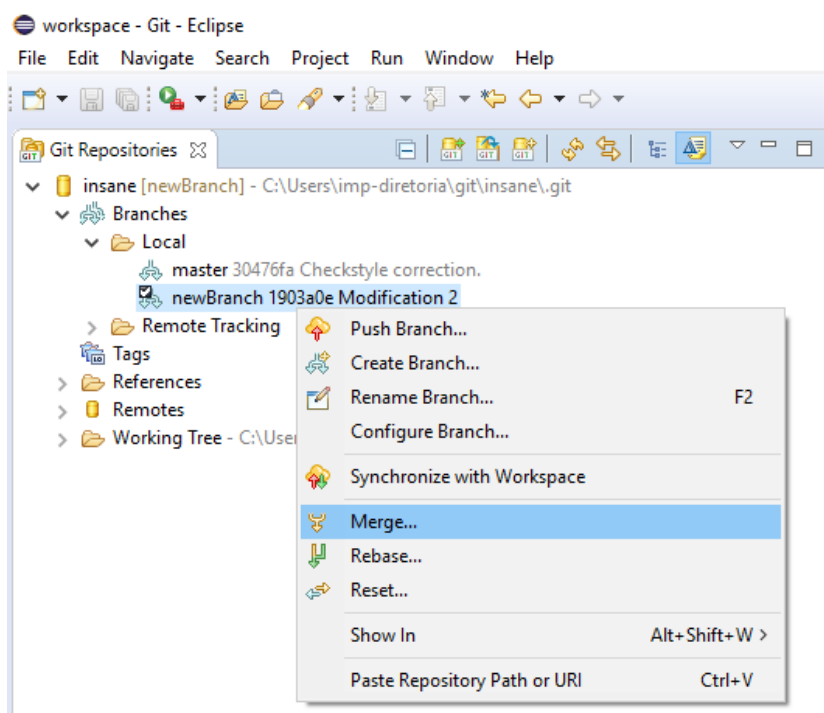 workspace - Git - Eclipse
File Edit Navigate Search Project Run Window Help
Git Repositories
insane [newBranch] - C:\Users\imp-diretoria\git\insane\.git
Branches
Local
master 30476fa Checkstyle correction.
newBranch 1903a0e Modification 2
Remote Tracking
Tags
References
Remotes
Working Tree - C:\User
Push Branch...
Create Branch...
Rename Branch... F2
Configure Branch...
Synchronize with Workspace
Merge...
Rebase...
Reset...
Show In Alt+Shift+W >
Paste Repository Path or URI Ctrl+V